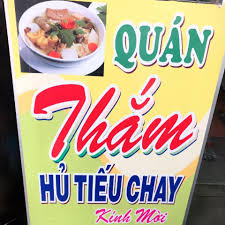 QUÁN
Thắm
HỦ TIẾU CHAY
Kính Mời